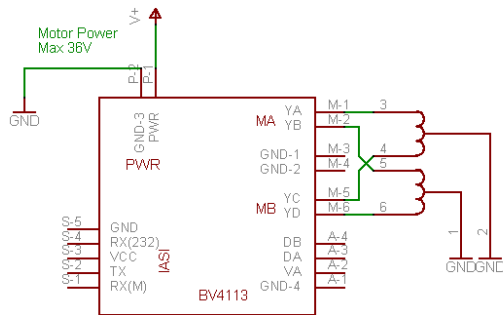 V+
Motor Power
Max 36V
P-2
P-1
GND
GND-3
PWR
PWR
MA
YA
M-1
3
YB
M-2
GND-1
M-3
4
GND-2
M-4
5
YC
M-5
MB
YD
M-6
6
S-5
GND
S-4
RX(232)
S-3
VCC
S-2
TX
S-1
RX(M)
IASI
DB
A-4
DA
A-3
VA
A-2
GND-4
A-1
BV4113
1
2
GND
GND